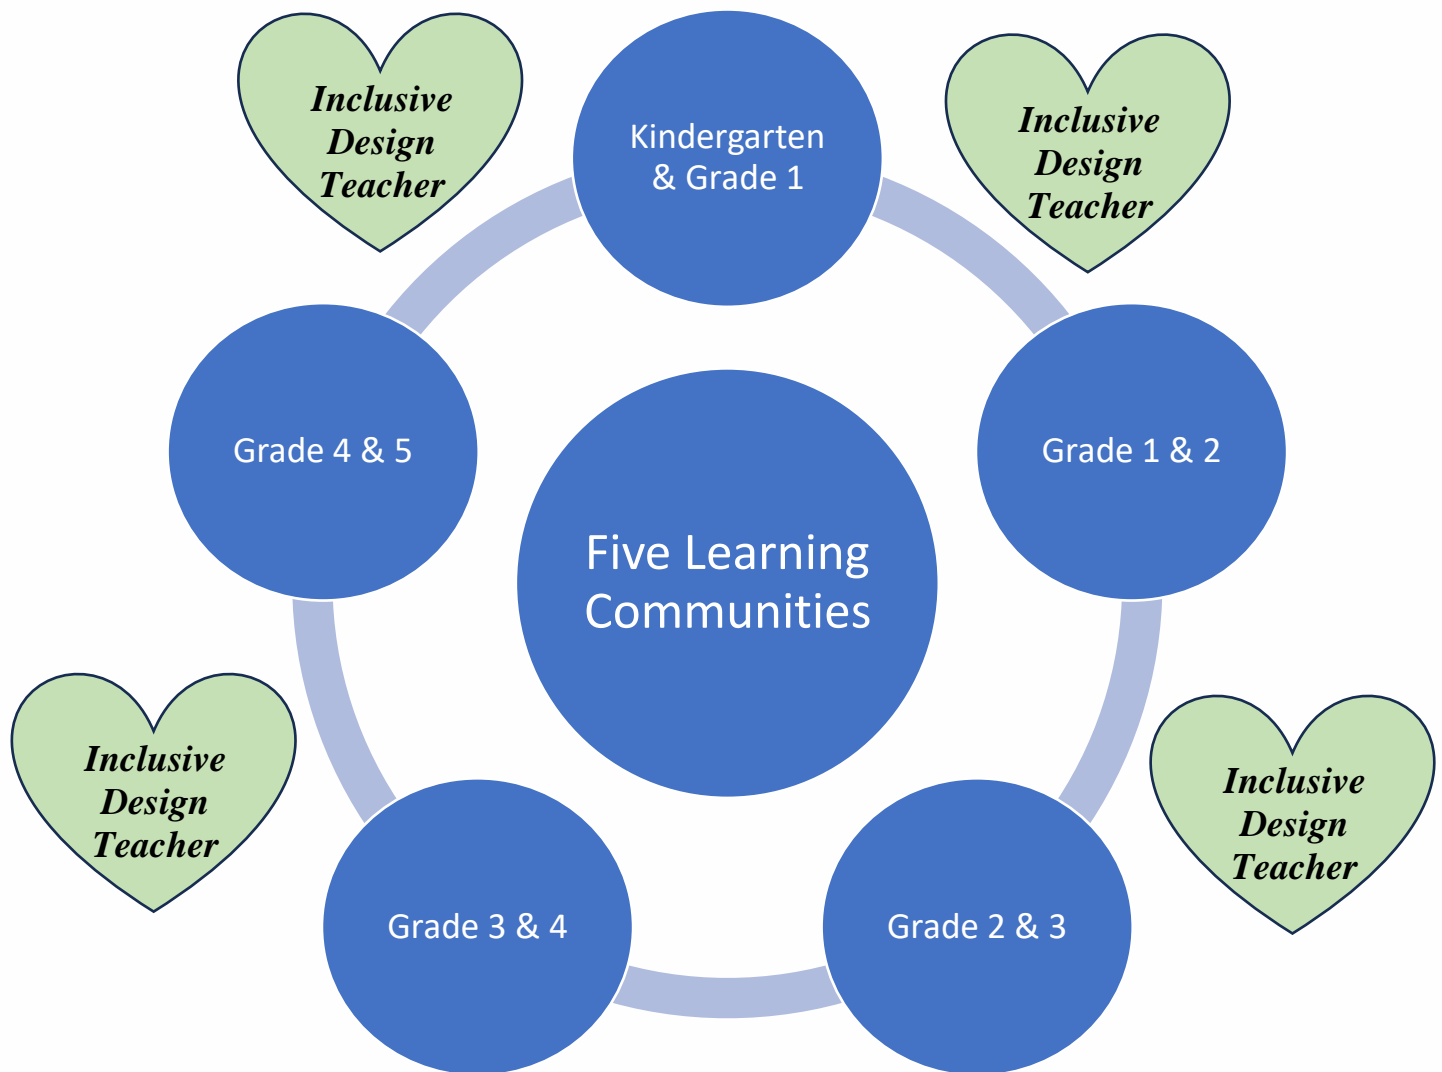 Inclusive
Design
Teacher
Kindergarten
& Grade 1
Inclusive
Design
Teacher
Grade 4 & 5
Grade 1 & 2
Five Learning
Communities
Inclusive
Design
Teacher
Inclusive
Design
Teacher
Grade 3 & 4
Grade 2 & 3